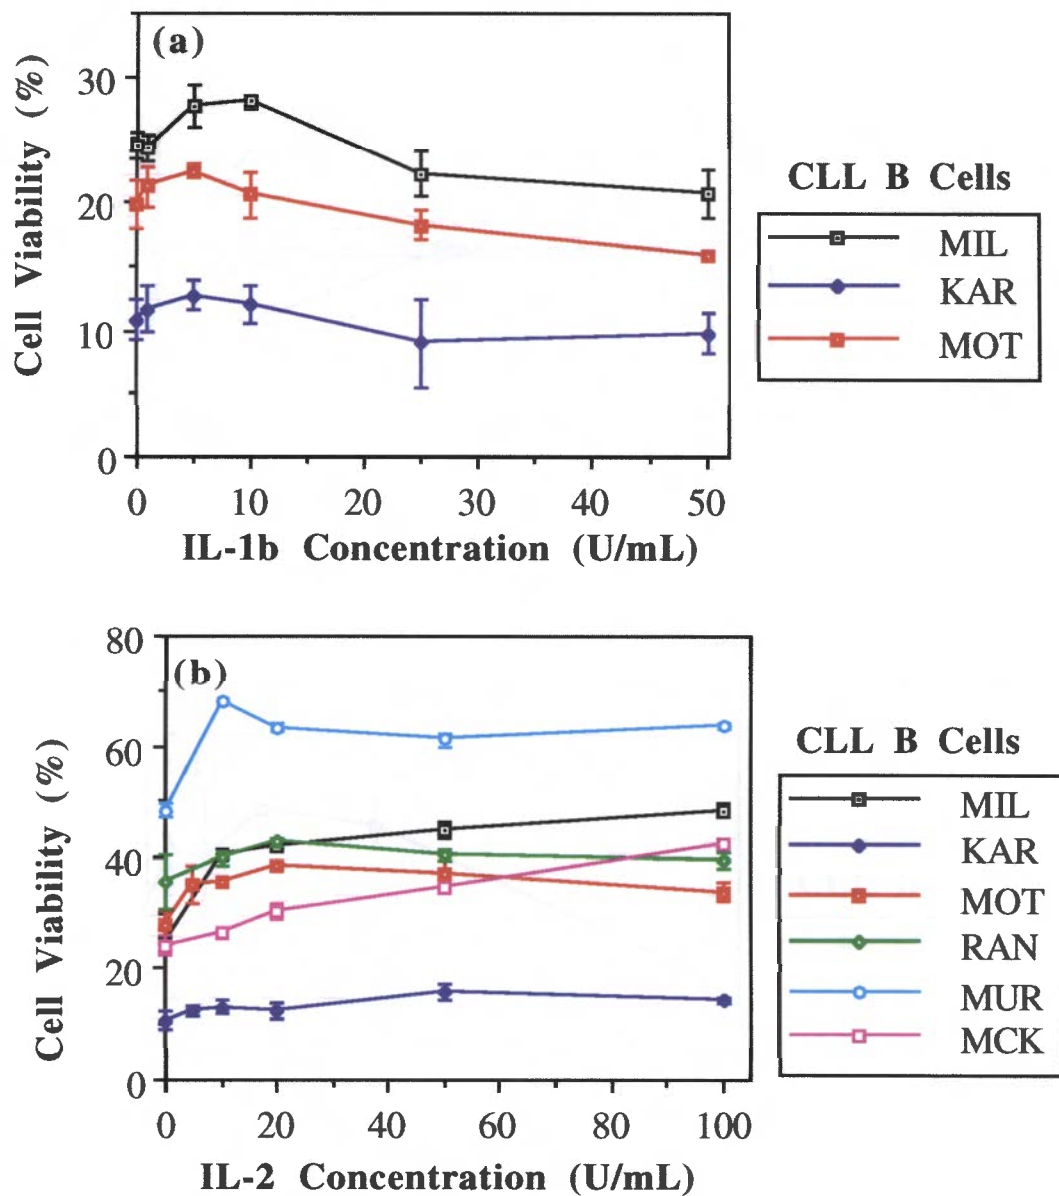 (a)
Cell Viability (%)
30
20
10
0
0 10 20 30 40 50
IL-1b Concentration (U/mL)
CLL B Cells
MIL
KAR
MOT
(b)
Cell Viability (%)
80
60
40
20
0
0 20 40 60 80 100
IL-2 Concentration (U/mL)
CLL B Cells
MIL
KAR
MOT
RAN
MUR
MCK